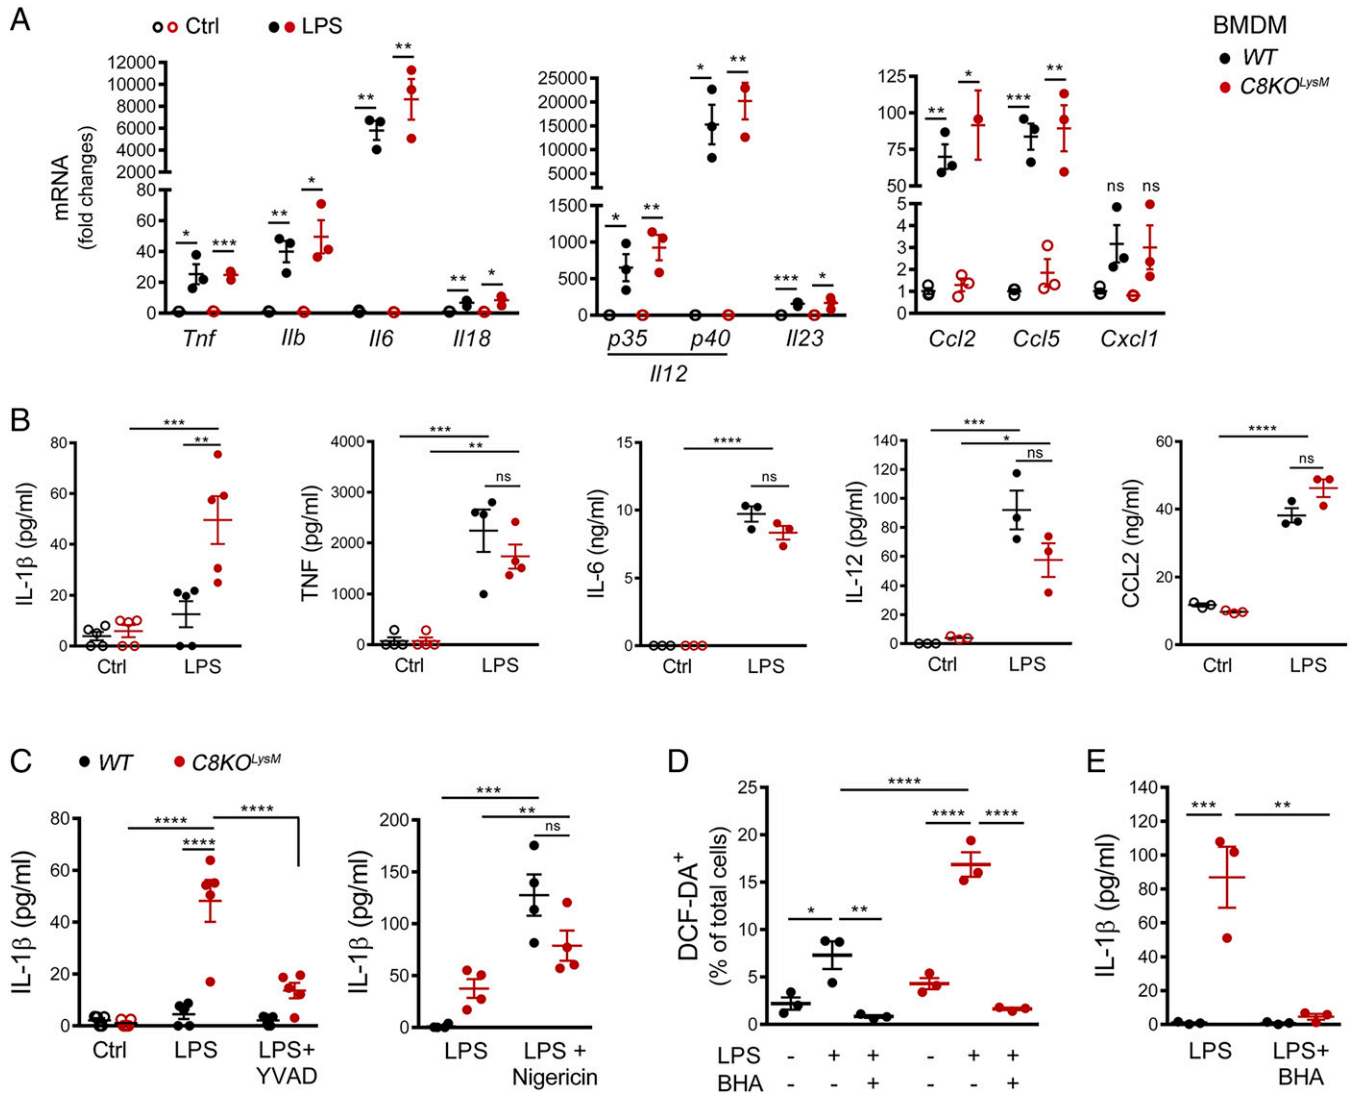 A
Ctrl
LPS
BMDM
WT
C8KO^LysM
mRNA
(fold changes)
12000
10000
8000
6000
4000
2000
80
60
40
20
0
*
***
**
*
**
**
**
*
Tnf
Ilb
Il6
Il18
25000
20000
15000
10000
5000
1500
1000
500
0
*
**
*
**
***
*
p35
p40
Il23
Il12
125
100
75
50
5
4
3
2
1
0
**
*
***
**
ns
ns
Ccl2
Ccl5
Cxcl1
B
IL-1β (pg/ml)
80
60
40
20
0
***
**
Ctrl
LPS
TNF (pg/ml)
4000
3000
2000
1000
0
***
**
ns
Ctrl
LPS
IL-6 (ng/ml)
15
10
5
0
****
ns
Ctrl
LPS
IL-12 (pg/ml)
140
120
100
80
60
40
20
0
***
*
ns
Ctrl
LPS
CCL2 (ng/ml)
60
40
20
0
****
ns
Ctrl
LPS
C
WT
C8KO^LysM
IL-1β (pg/ml)
80
60
40
20
0
****
****
****
Ctrl
LPS
LPS+
YVAD
IL-1β (pg/ml)
200
150
100
50
0
***
**
ns
LPS
LPS +
Nigericin
D
DCF-DA+
(% of total cells)
25
20
15
10
5
0
****
*
**
****
****
LPS - + + - + +
BHA - - + - - +
E
IL-1β (pg/ml)
140
120
100
80
60
40
20
0
***
**
LPS
LPS+
BHA